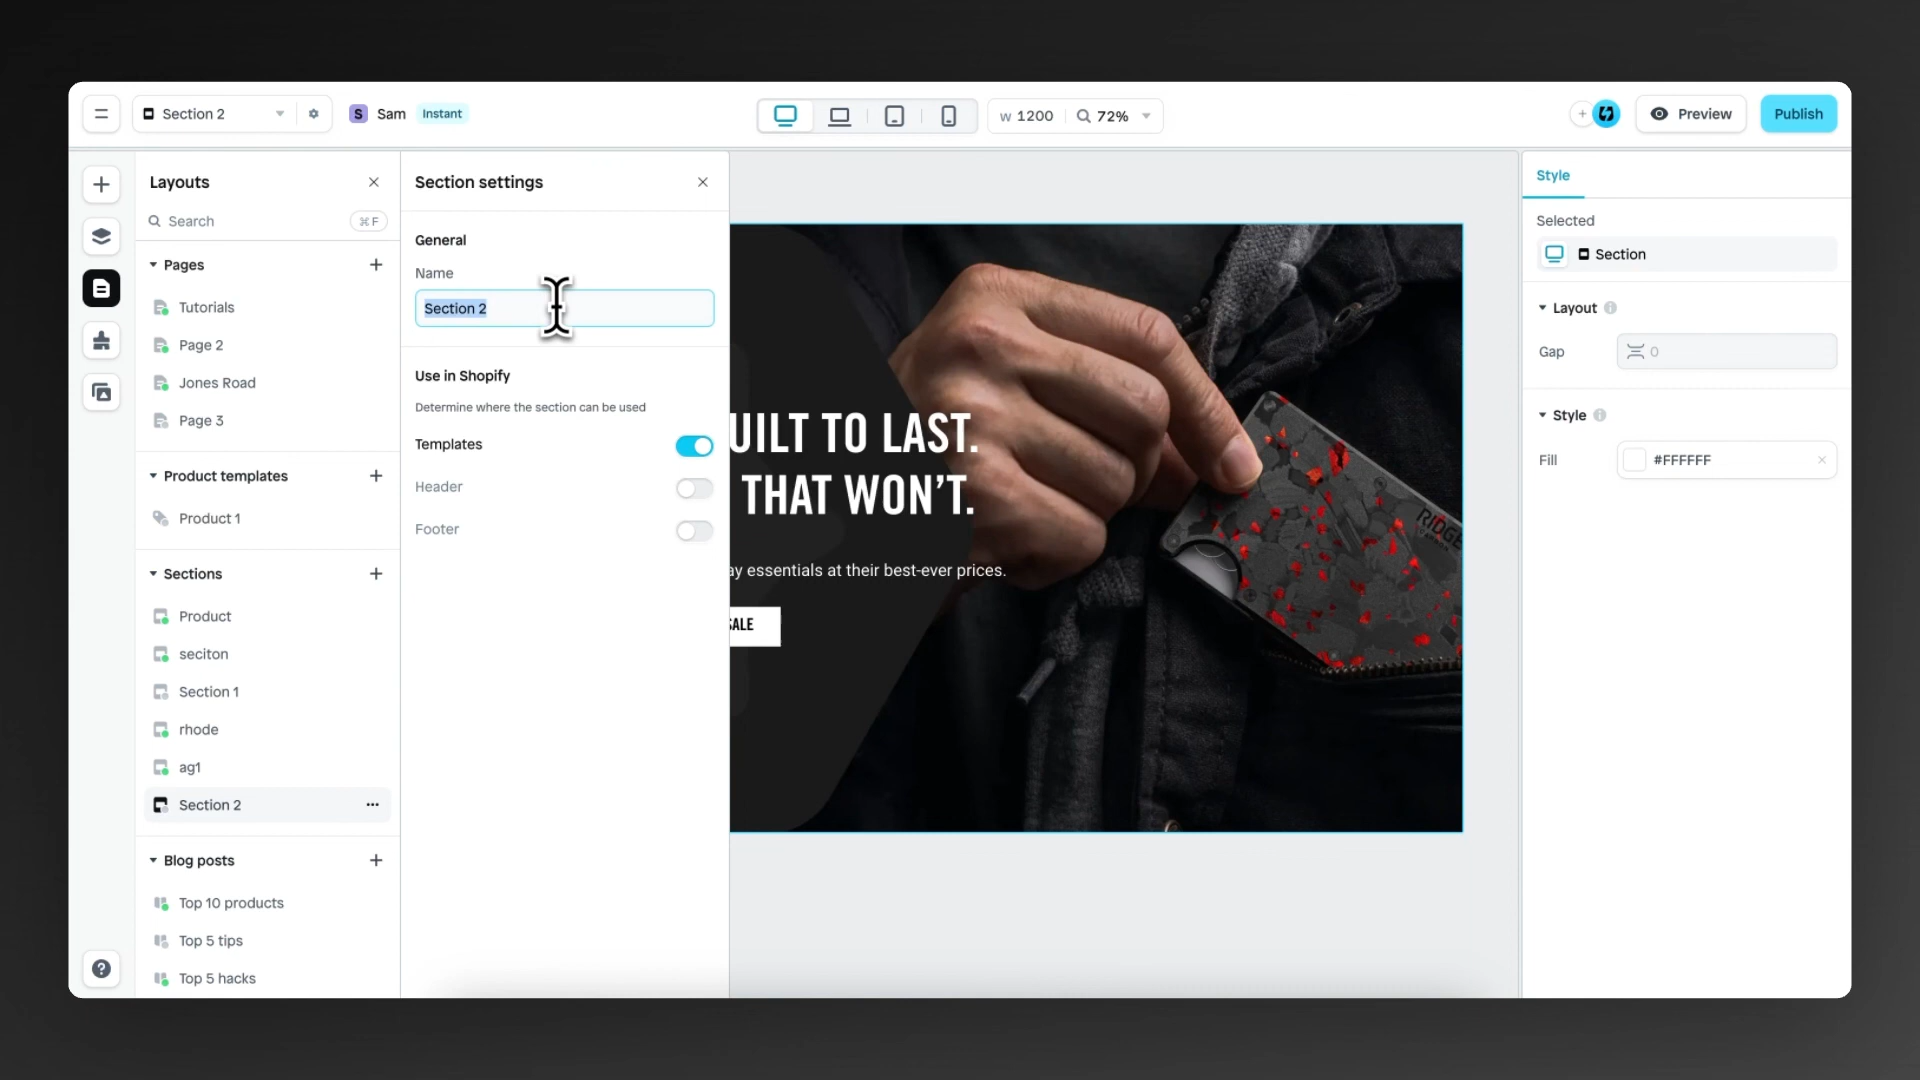 Section 2
S
Sam
Instant
W 1200
72%
Preview
Publish
Layouts
Search
⌘ F
Pages
Tutorials
Page 2
Jones Road
Page 3
Product templates
Product 1
Sections
Product
seciton
Section 1
rhode
ag1
Section 2
Blog posts
Top 10 products
Top 5 tips
Top 5 hacks
Section settings
General
Name
Section 2
Use in Shopify
Determine where the section can be used
Templates
Header
Footer
UILT TO LAST.
THAT WON’T.
ay essentials at their best-ever prices.
SALE
Style
Selected
Section
Layout
Gap
0
Style
Fill
#FFFFFF